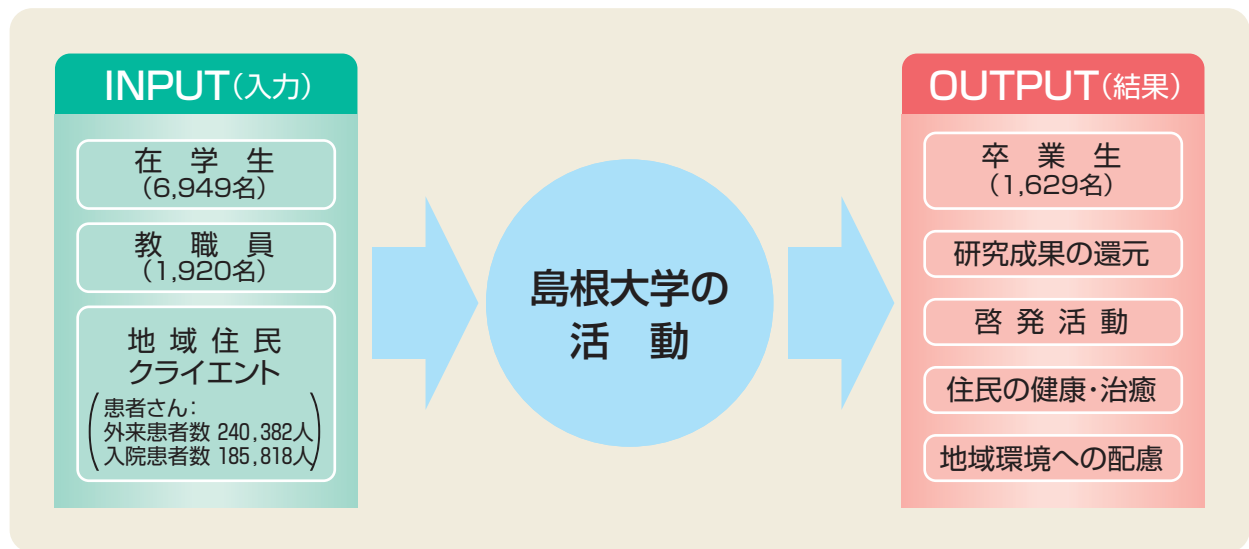 INPUT(入力)
在 学 生
(6,949名)
教 職 員
(1,920名)
地 域 住 民
クライエント
患者さん:
外来患者数 240,382人
入院患者数 185,818人
島根大学の
活 動
OUTPUT(結果)
卒 業 生
(1,629名)
研究成果の還元
啓 発 活 動
住民の健康・治癒
地域環境への配慮